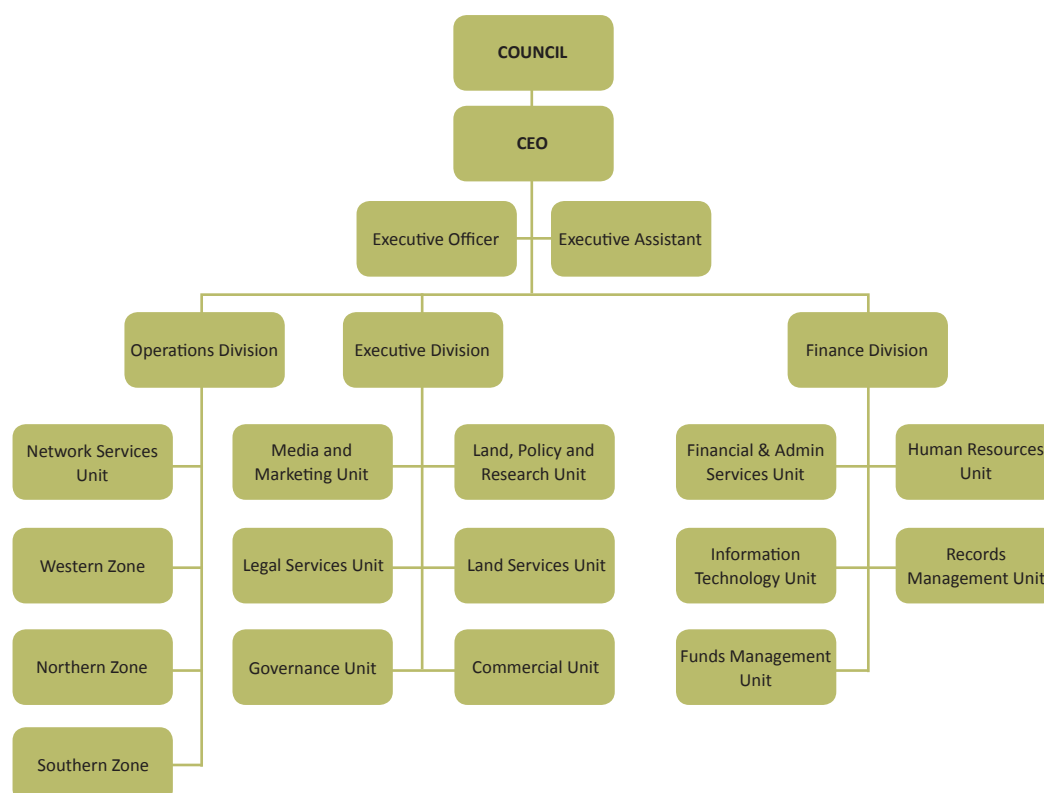 COUNCIL
CEO
Executive Officer
Executive Assistant
Operations Division
Executive Division
Finance Division
Network Services
Unit
Media and
Marketing Unit
Land, Policy and
Research Unit
Financial & Admin
Services Unit
Human Resources
Unit
Western Zone
Legal Services Unit
Land Services Unit
Information
Technology Unit
Records
Management Unit
Northern Zone
Governance Unit
Commercial Unit
Funds Management
Unit
Southern Zone